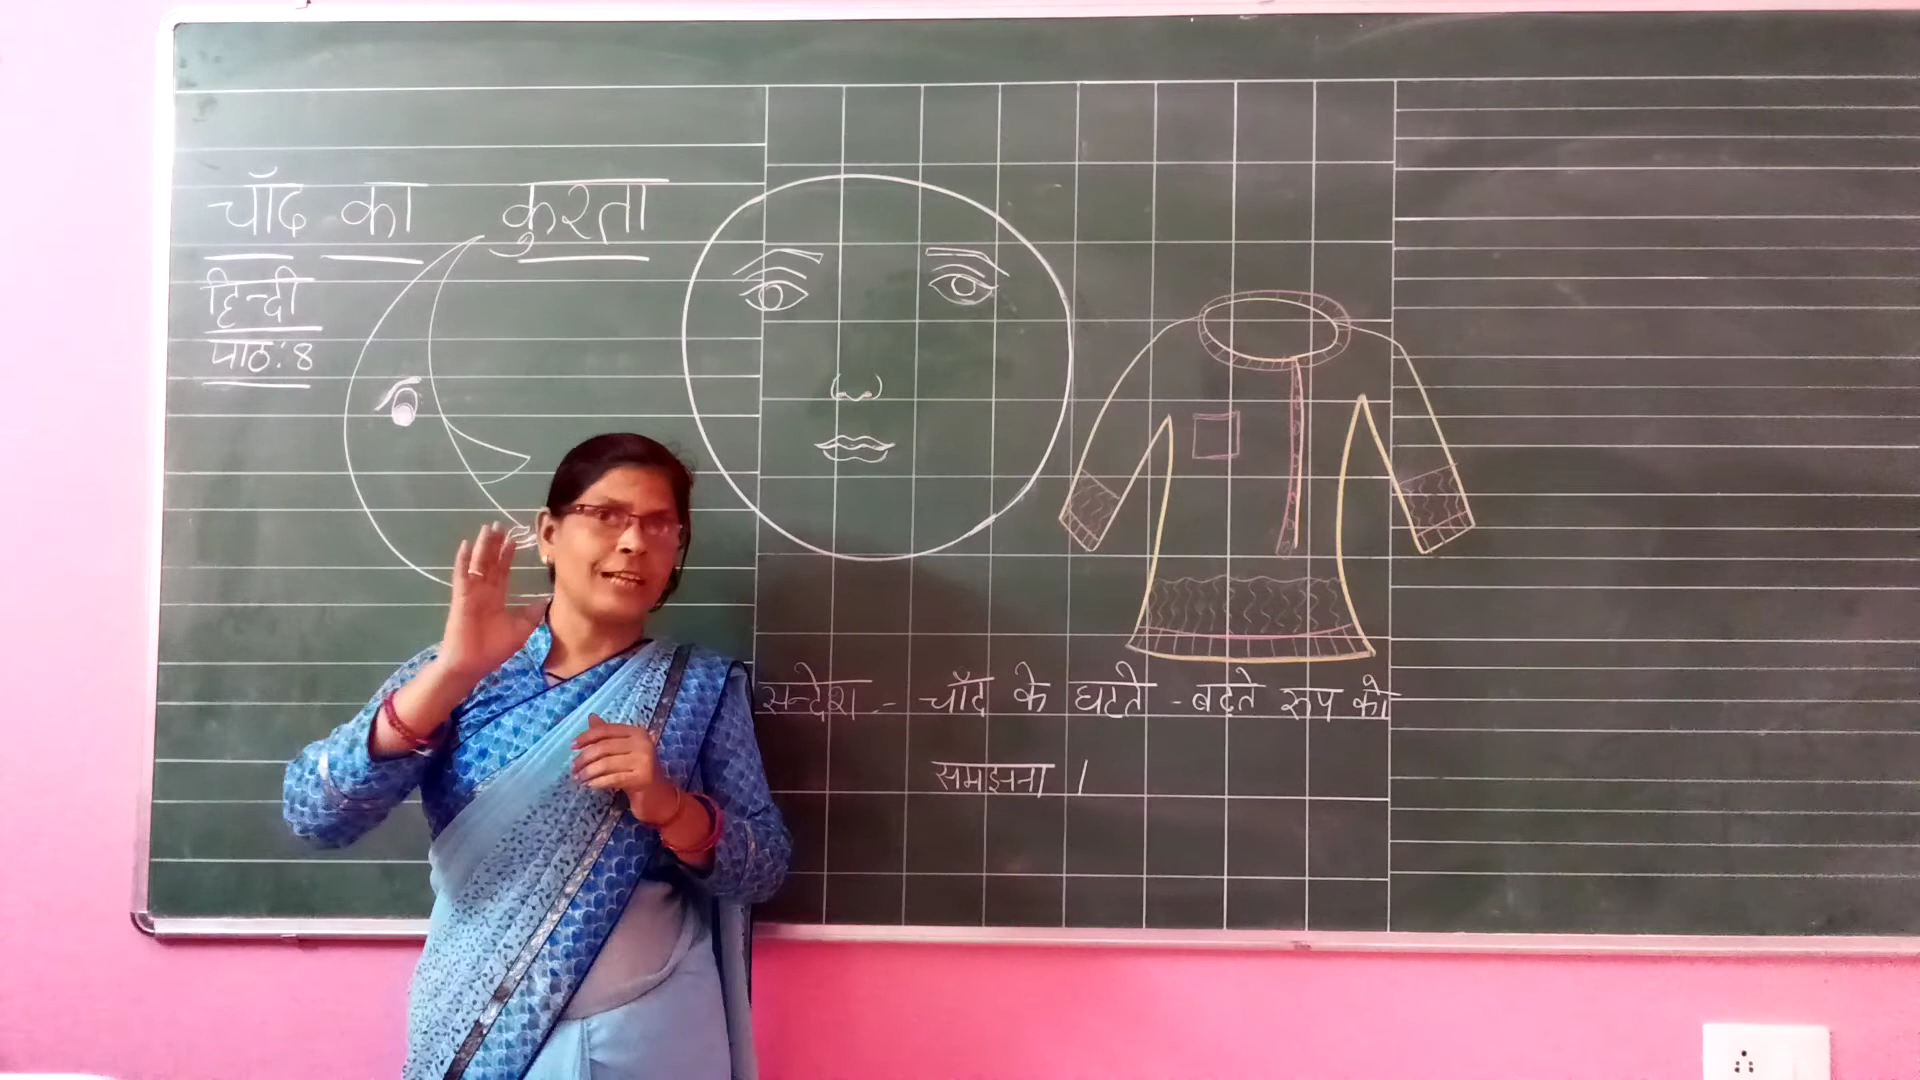 चाँद का कुरता
हिन्दी
पाठ: 8
सन्देश - चाँद के घटते - बढ़ते रूप को
समझना ।